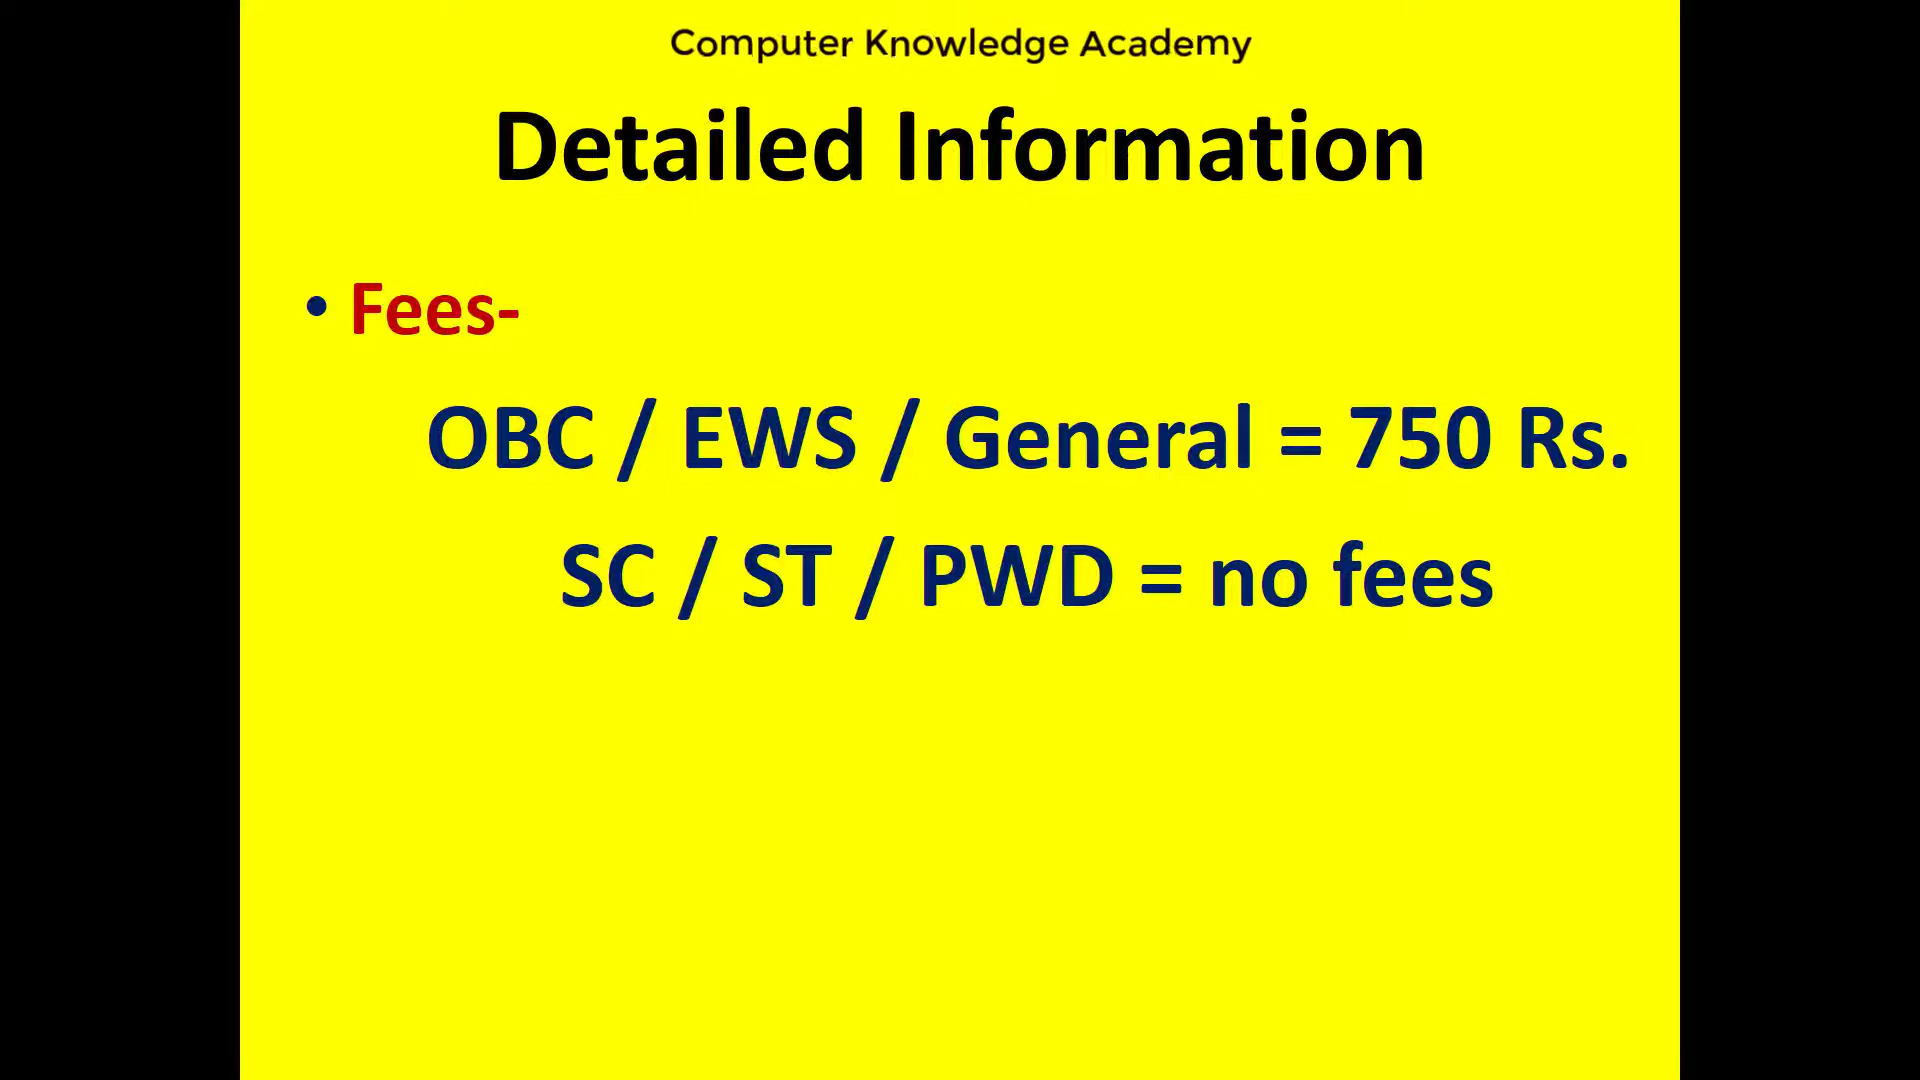 Computer Knowledge Academy
Detailed Information
• Fees-
OBC / EWS / General = 750 Rs.
SC / ST / PWD = no fees